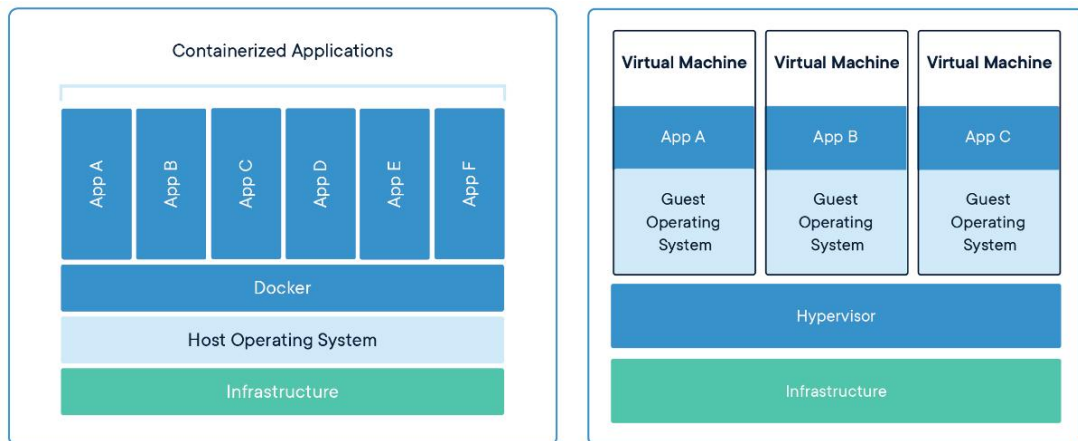 Containerized Applications
App A
App B
App C
App D
App E
App F
Docker
Host Operating System
Infrastructure
Virtual Machine
App A
Guest
Operating
System
Virtual Machine
App B
Guest
Operating
System
Virtual Machine
App C
Guest
Operating
System
Hypervisor
Infrastructure